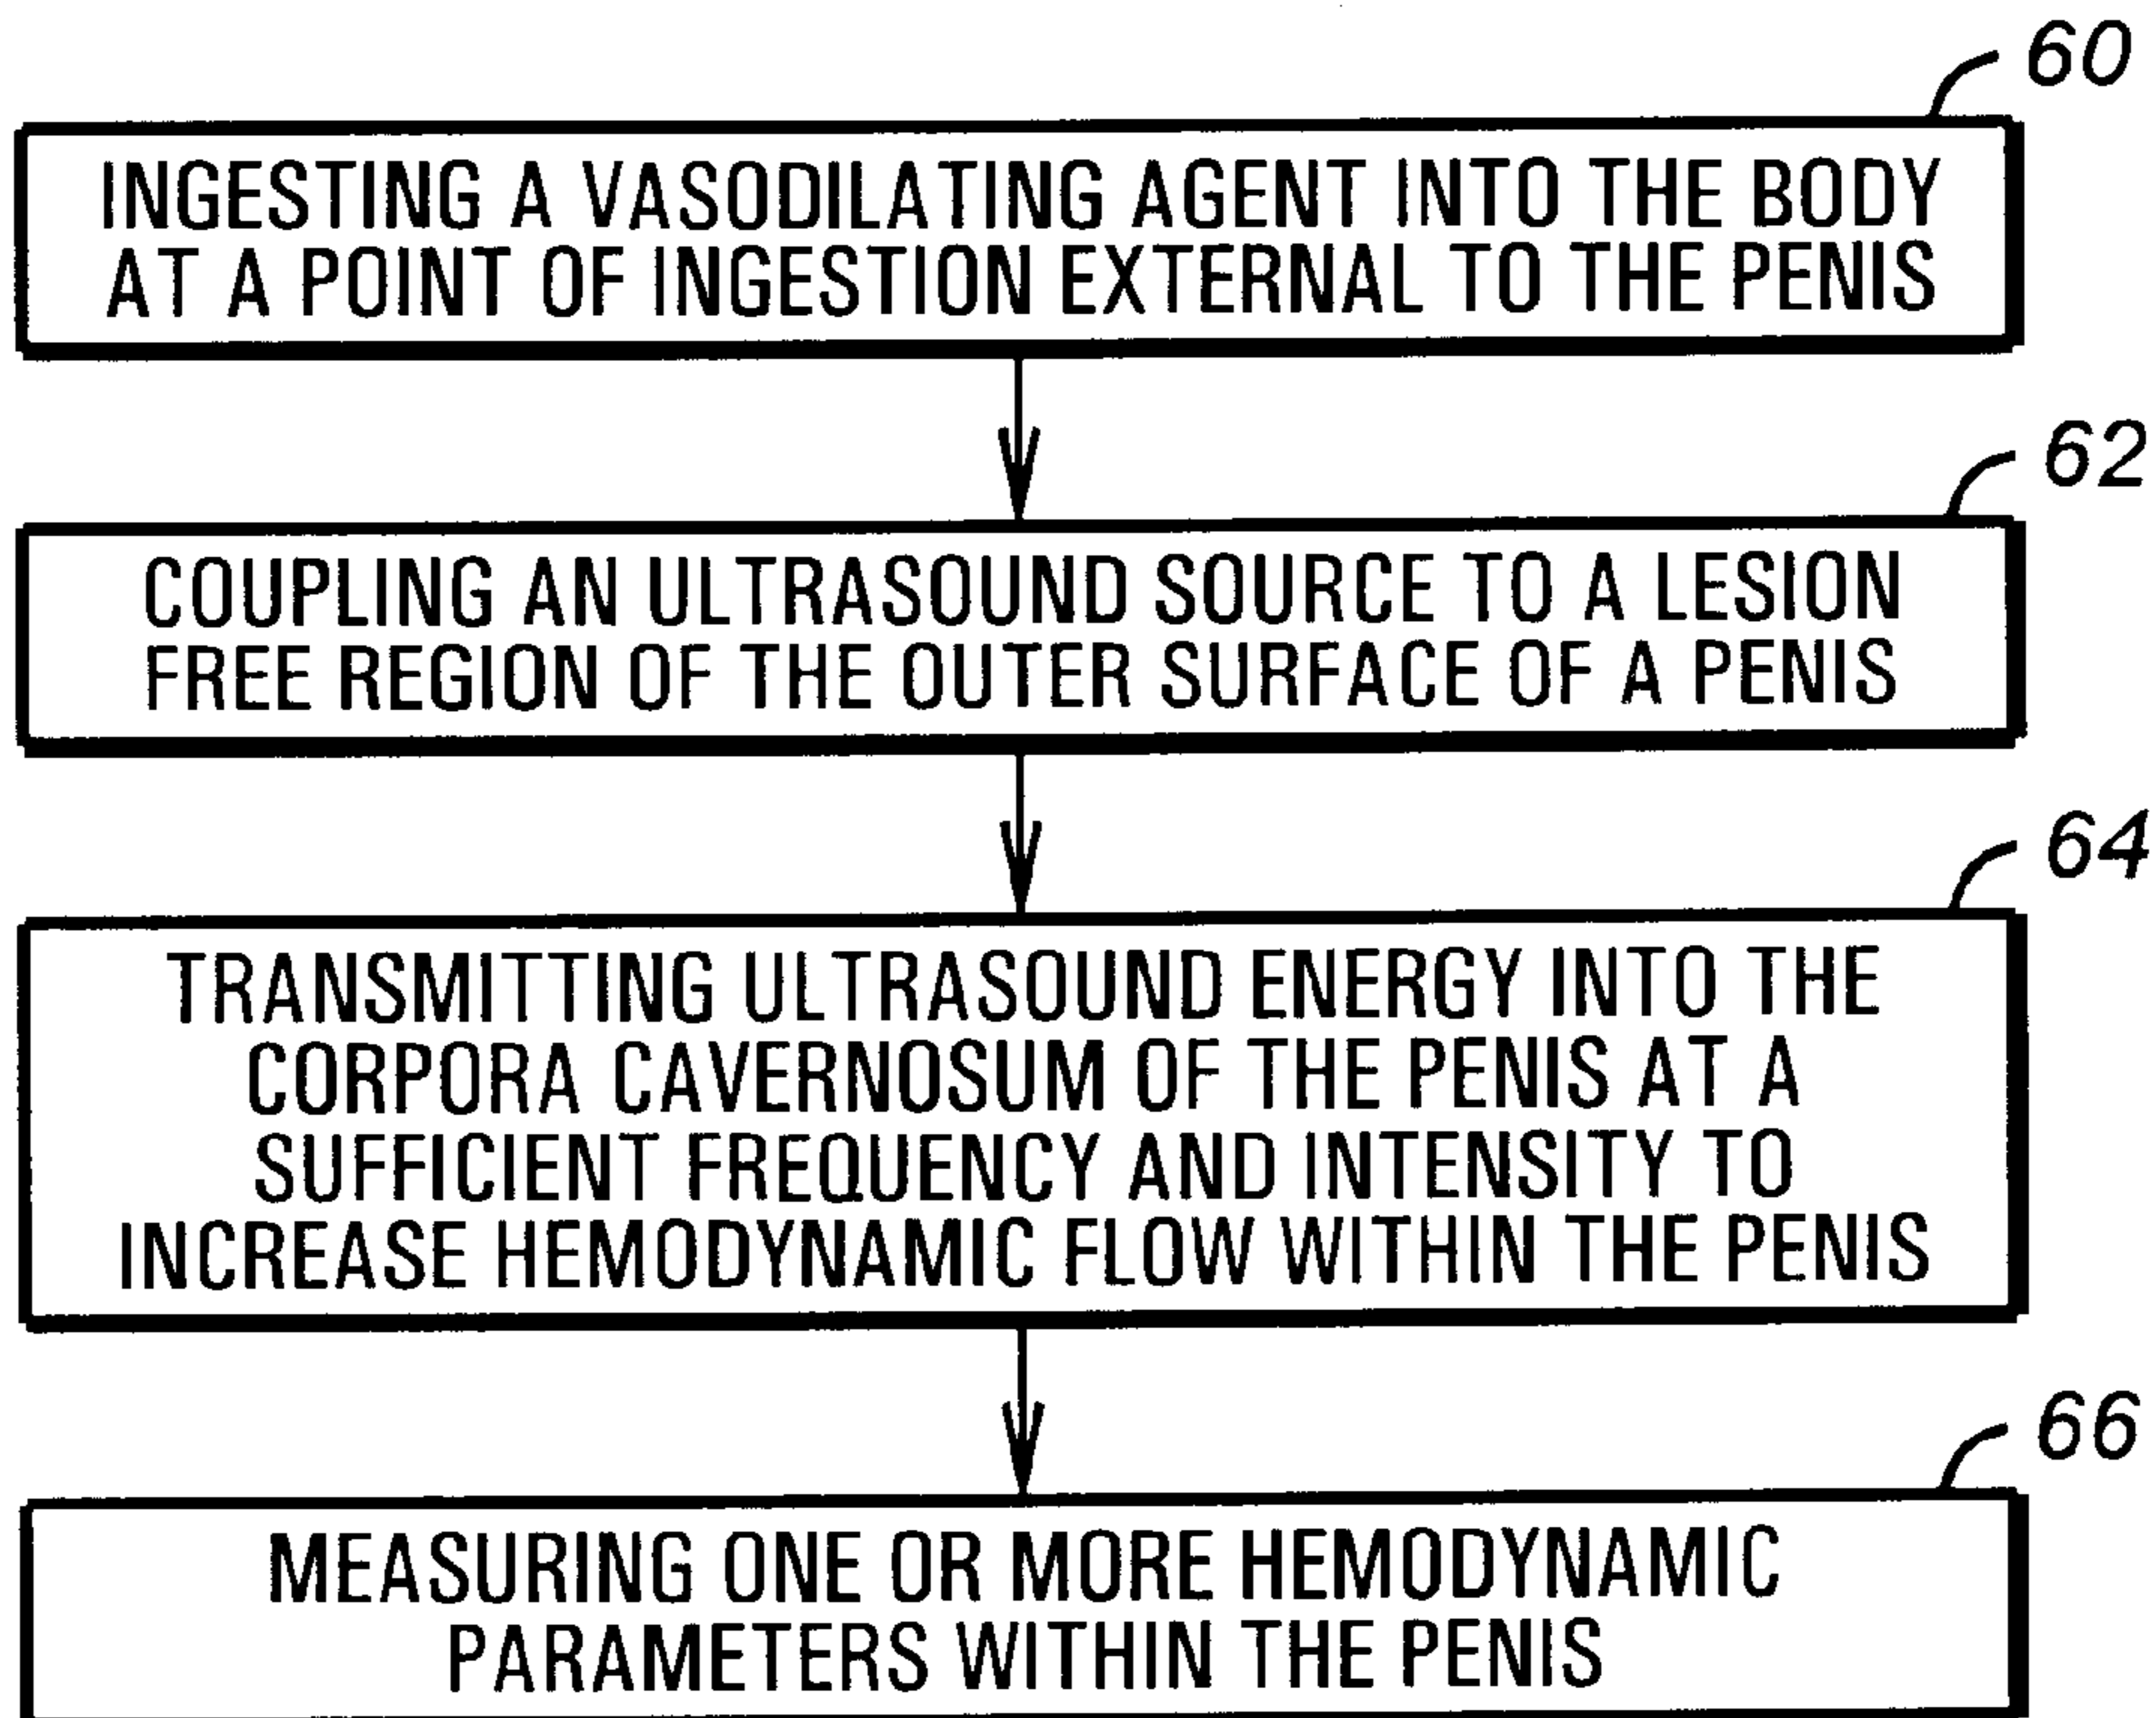 60
INGESTING A VASODILATING AGENT INTO THE BODY
AT A POINT OF INGESTION EXTERNAL TO THE PENIS
62
COUPLING AN ULTRASOUND SOURCE TO A LESION
FREE REGION OF THE OUTER SURFACE OF A PENIS
64
TRANSMITTING ULTRASOUND ENERGY INTO THE
CORPORA CAVERNOSUM OF THE PENIS AT A
SUFFICIENT FREQUENCY AND INTENSITY TO
INCREASE HEMODYNAMIC FLOW WITHIN THE PENIS
66
MEASURING ONE OR MORE HEMODYNAMIC
PARAMETERS WITHIN THE PENIS